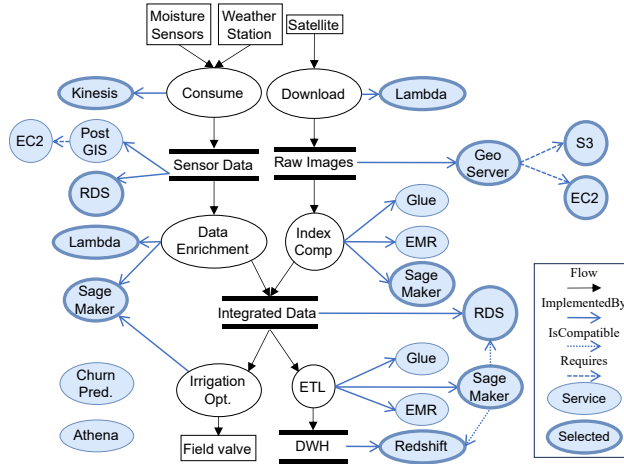 Moisture
Sensors
Weather
Station
Satellite
Kinesis
Consume
Download
Lambda
EC2
Post
GIS
Sensor Data
Raw Images
Geo
Server
S3
EC2
RDS
Glue
Lambda
Data
Enrichment
Index
Comp
EMR
Sage
Maker
Sage
Maker
Integrated Data
RDS
Flow
ImplementedBy
IsCompatible
Requires
Service
Selected
Churn
Pred.
Irrigation
Opt.
ETL
Glue
Sage
Maker
EMR
Athena
Field valve
DWH
Redshift